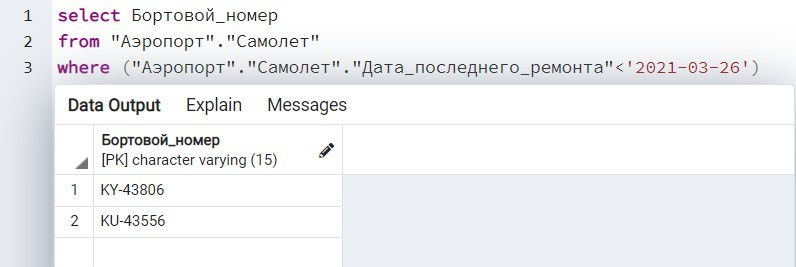 1 select Бортовой_номер
2 from "Аэропорт"."Самолет"
3 where ("Аэропорт"."Самолет"."Дата_последнего_ремонта"<'2021-03-26')
Data Output Explain Messages
Бортовой_номер
[PK] character varying (15)
1 KY-43806
2 KU-43556